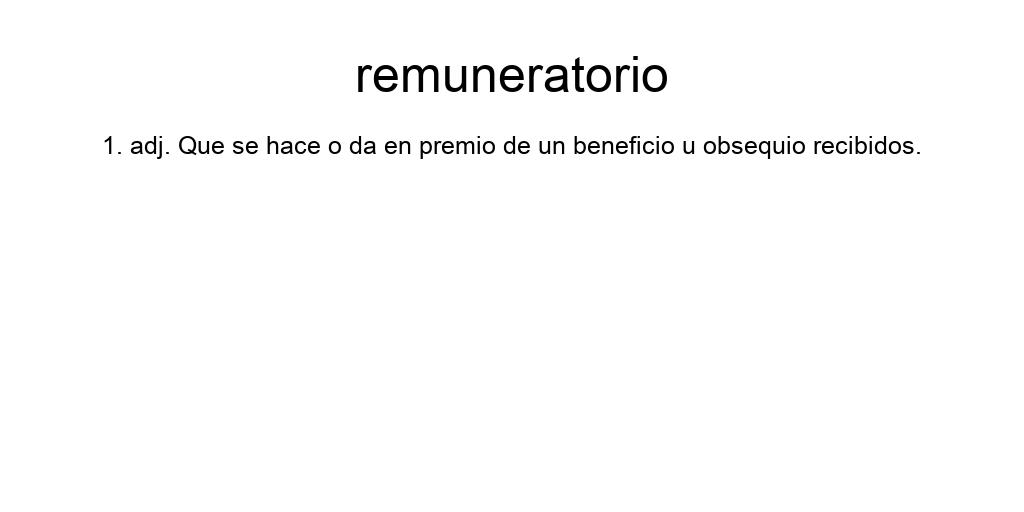 remuneratorio
1. adj. Que se hace o da en premio de un beneficio u obsequio recibidos.